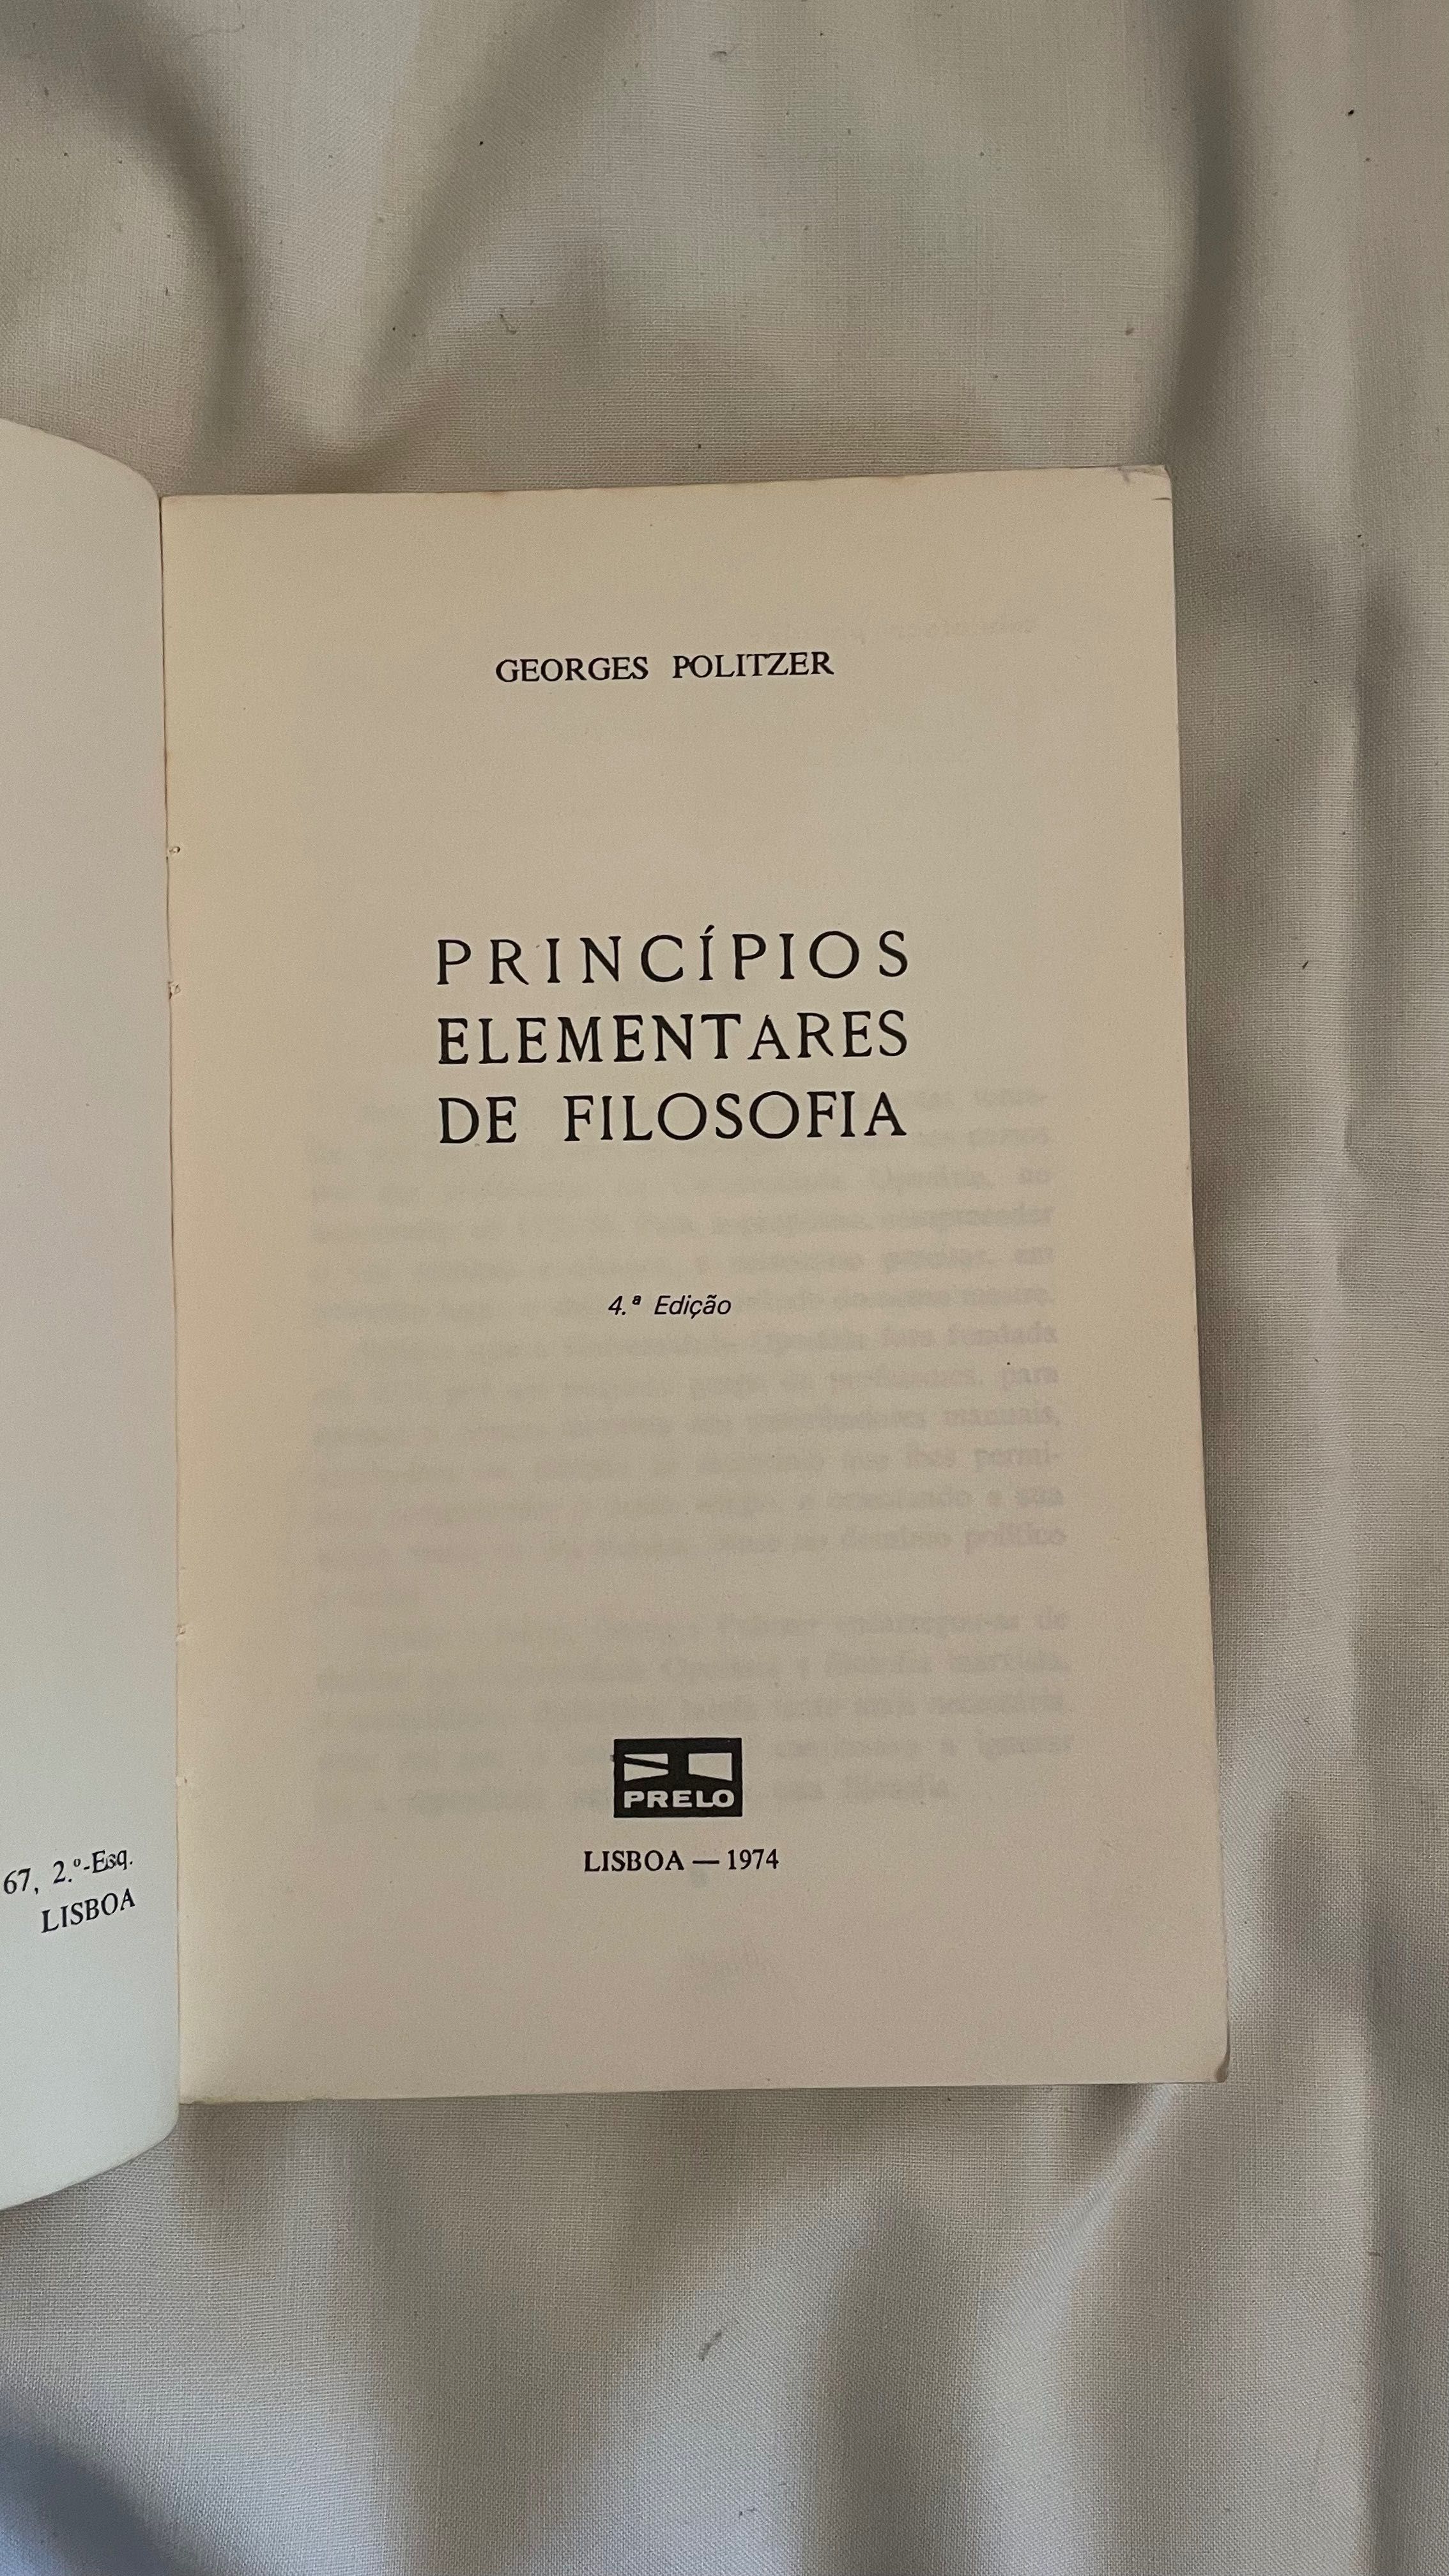 67, 2.º-Esq.
LISBOA
GEORGES POLITZER
PRINCÍPIOS
ELEMENTARES
DE FILOSOFIA
4.ª Edição
PRELO
LISBOA — 1974